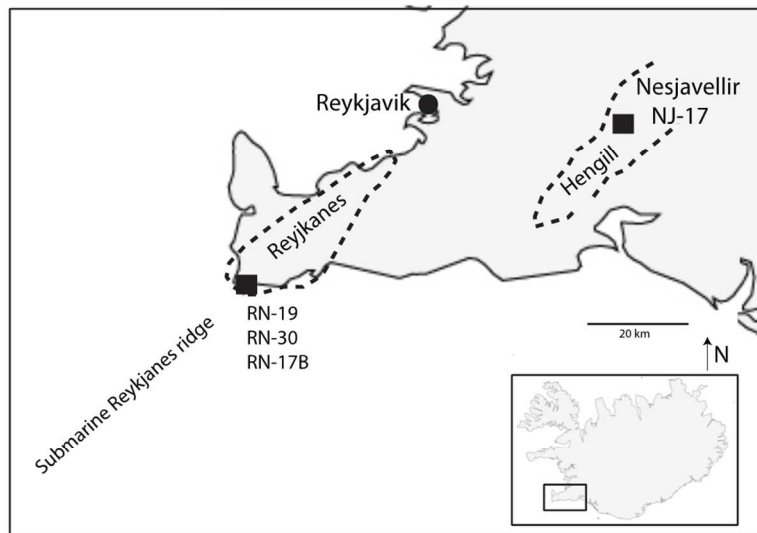 Reykjavik
Nesjavellir
NJ-17
Hengill
Reyjkanes
RN-19
RN-30
RN-17B
Submarine Reykjanes ridge
20 km
N